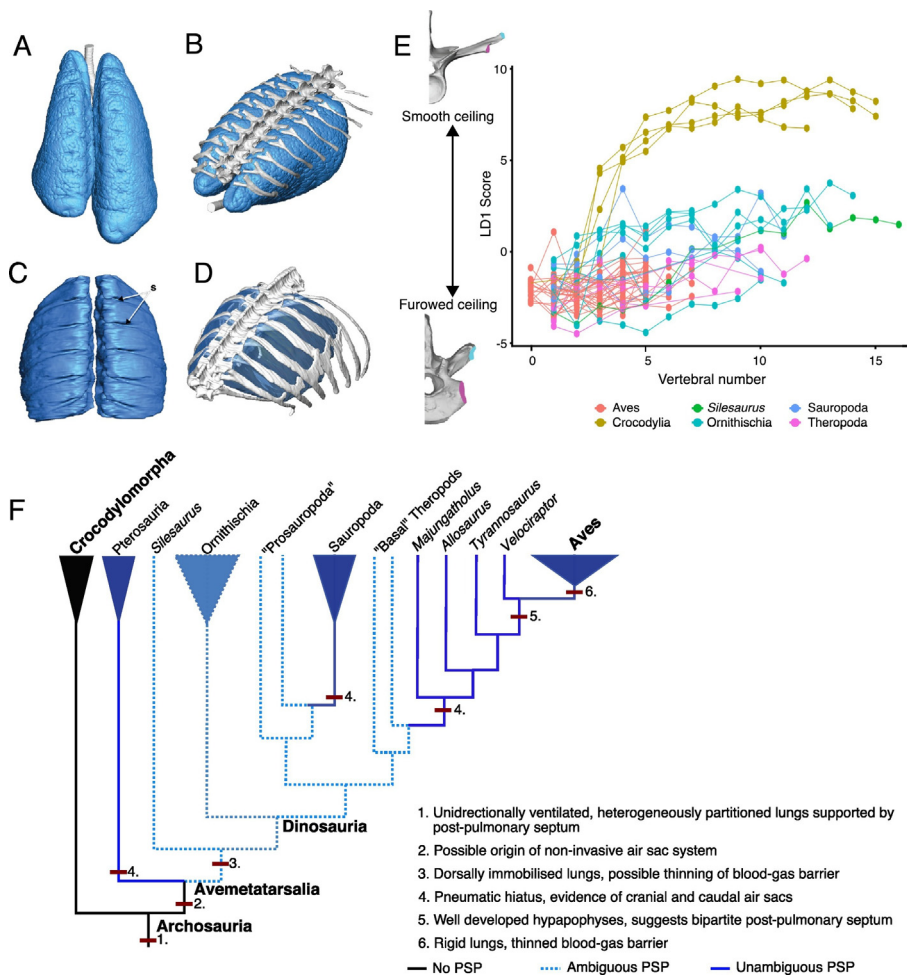 A
B
C
D
s
E
Smooth ceiling
Furowed ceiling
10
5
0
-5
LD1 Score
0
5
10
15
Vertebral number
Aves
Silesaurus
Sauropoda
Crocodylia
Ornithischia
Theropoda
F
Crocodylomorpha
Pterosauria
Silesaurus
Ornithischia
"Prosauropoda"
Sauropoda
"Basal" Theropods
Majungatholus
Allosaurus
Tyrannosaurus
Velociraptor
Aves
6.
5.
4.
4.
Dinosauria
3.
4.
Avemetatarsalia
2.
Archosauria
1.
1. Unidrectionally ventilated, heterogeneously partitioned lungs supported by
post-pulmonary septum
2. Possible origin of non-invasive air sac system
3. Dorsally immobilised lungs, possible thinning of blood-gas barrier
4. Pneumatic hiatus, evidence of cranial and caudal air sacs
5. Well developed hypapophyses, suggests bipartite post-pulmonary septum
6. Rigid lungs, thinned blood-gas barrier
No PSP
Ambiguous PSP
Unambiguous PSP